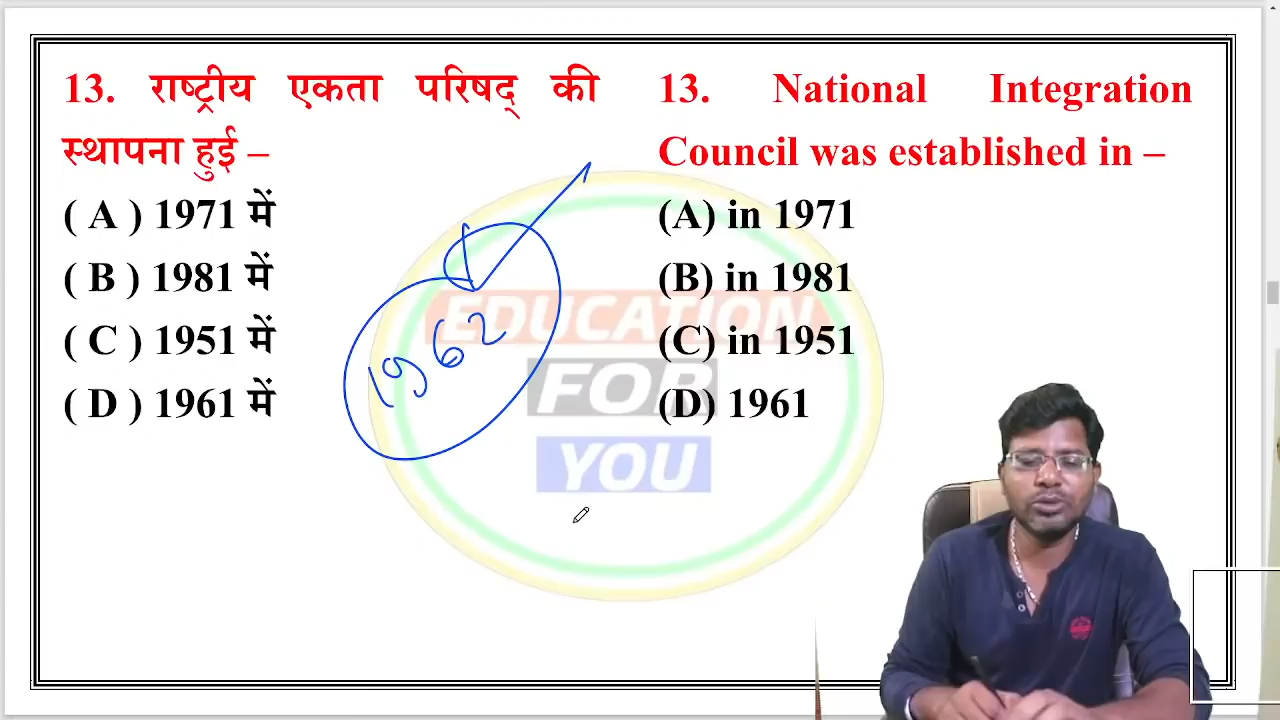 13. राष्ट्रीय एकता परिषद् की
स्थापना हुई –
( A ) 1971 में
( B ) 1981 में
( C ) 1951 में
( D ) 1961 में
1962
13. National Integration
Council was established in –
(A) in 1971
(B) in 1981
(C) in 1951
(D) 1961
EDUCATION
FOR
YOU